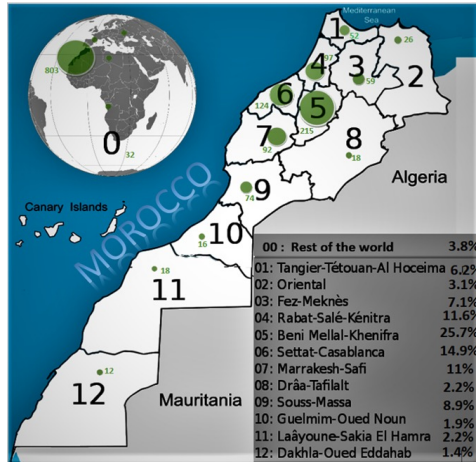 Mediterranean
Sea
1
52
26
803
4
97
3
59
2
6
124
5
215
7
92
8
18
0
32
MOROCCO
Algeria
9
74
Canary Islands
10
16
11
18
12
12
Mauritania
00 : Rest of the world 3.8%
01: Tangier-Tétouan-Al Hoceima 6.2%
02: Oriental 3.1%
03: Fez-Meknès 7.1%
04: Rabat-Salé-Kénitra 11.6%
05: Beni Mellal-Khenifra 25.7%
06: Settat-Casablanca 14.9%
07: Marrakesh-Safi 11%
08: Drâa-Tafilalt 2.2%
09: Souss-Massa 8.9%
10: Guelmim-Oued Noun 1.9%
11: Laâyoune-Sakia El Hamra 2.2%
12: Dakhla-Oued Eddahab 1.4%